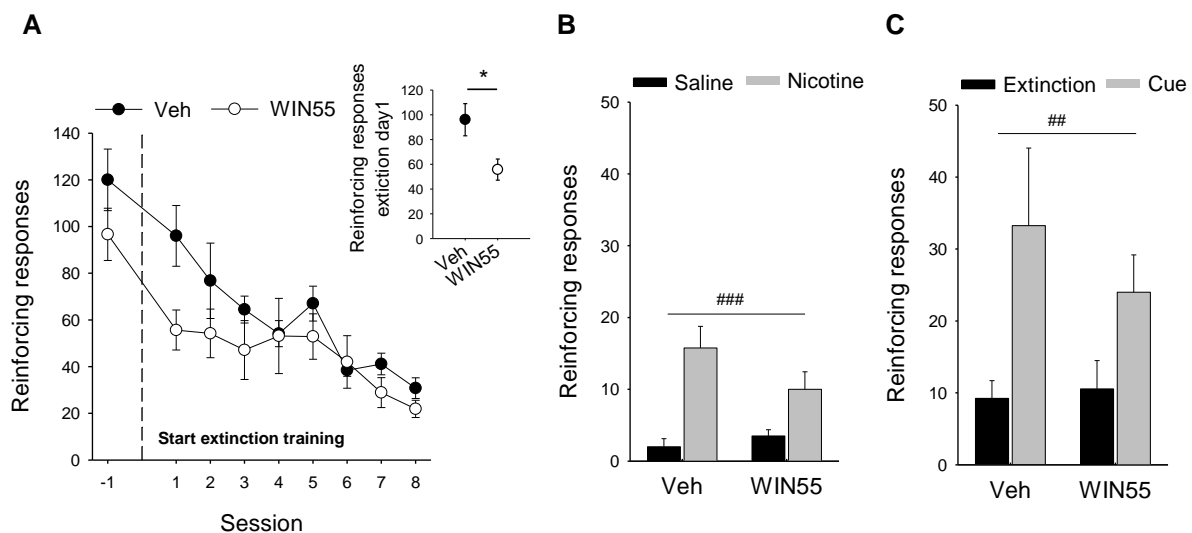 A
Veh WIN55
Reinforcing responses
140
120
100
80
60
40
20
0
Start extinction training
-1 1 2 3 4 5 6 7 8
Session
Reinforcing responses
extiction day1
*
120
100
80
60
40
20
0
Veh
WIN55
B
Saline Nicotine
Reinforcing responses
50
40
30
20
10
0
###
Veh WIN55
C
Extinction Cue
Reinforcing responses
50
40
30
20
10
0
##
Veh WIN55